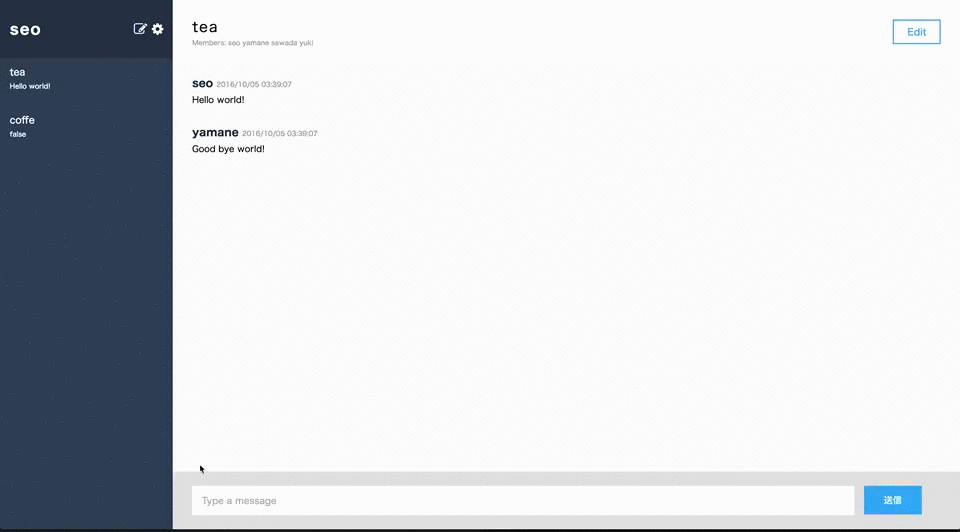 seo
tea
Hello world!
coffe
false
tea
Members: seo yamane sawada yuki
Edit
seo 2016/10/05 03:39:07
Hello world!
yamane 2016/10/05 03:39:07
Good bye world!
Type a message
送信